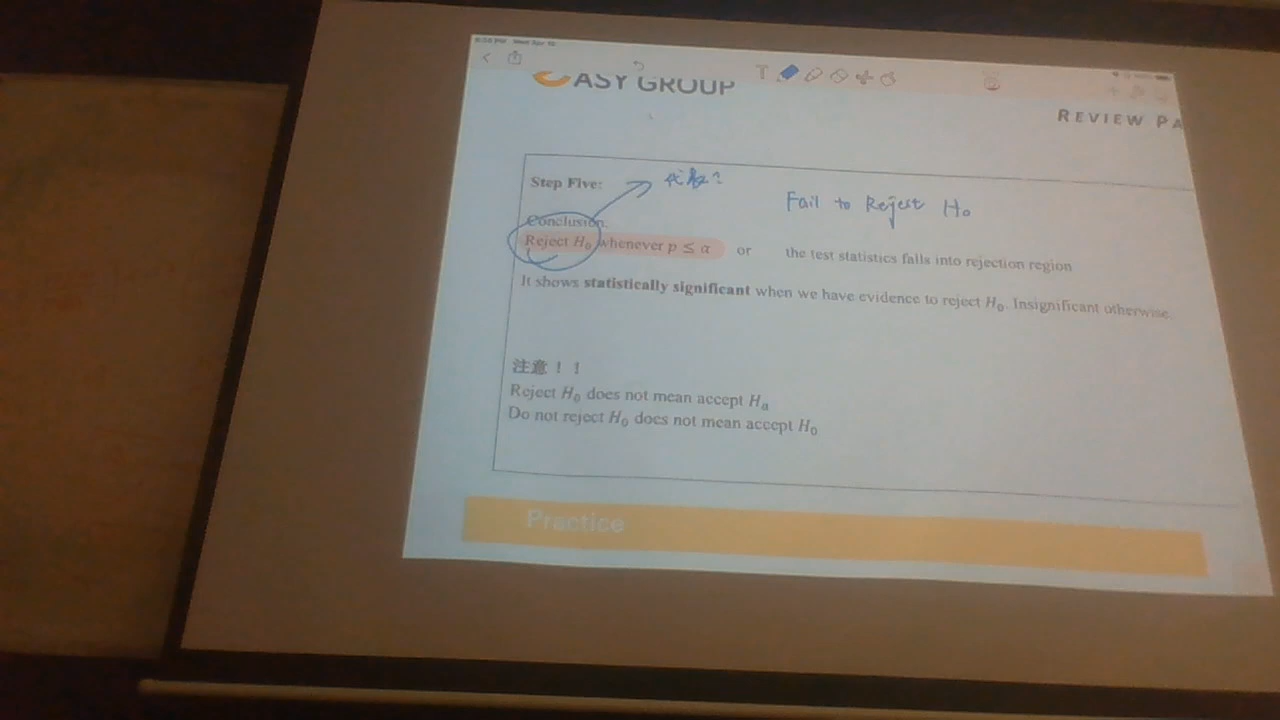 ASY GROUP
REVIEW PA
Step Five:
Fail to Reject H₀
Conclusion:
Reject H₀ whenever p ≤ α or the test statistics falls into rejection region
It shows statistically significant when we have evidence to reject H₀. Insignificant otherwise.
注意！！
Reject H₀ does not mean accept Hₐ
Do not reject H₀ does not mean accept H₀
Practice